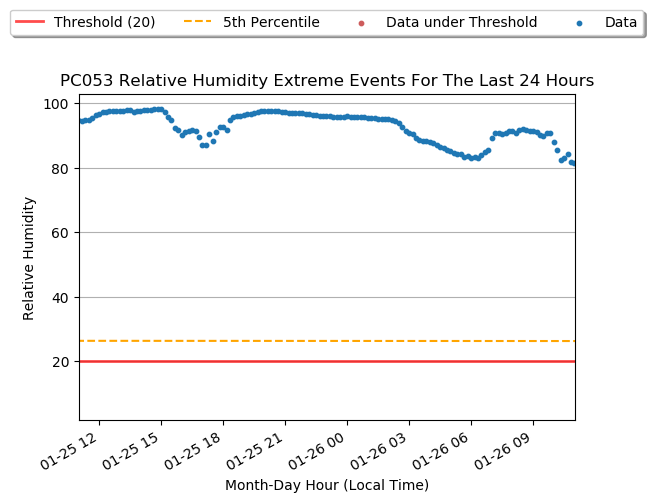 Threshold (20) 5th Percentile Data under Threshold Data
PC053 Relative Humidity Extreme Events For The Last 24 Hours
100
80
60
40
20
Relative Humidity
01-25 12 01-25 15 01-25 18 01-25 21 01-26 00 01-26 03 01-26 06 01-26 09
Month-Day Hour (Local Time)